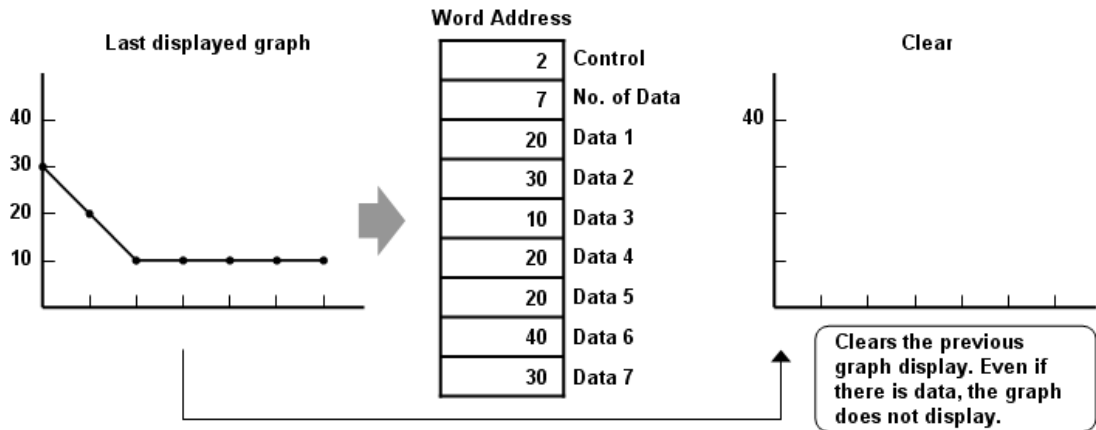 Last displayed graph
40
30
20
10
Word Address
2 Control
7 No. of Data
20 Data 1
30 Data 2
10 Data 3
20 Data 4
20 Data 5
40 Data 6
30 Data 7
Clear
40
Clears the previous
graph display. Even if
there is data, the graph
does not display.